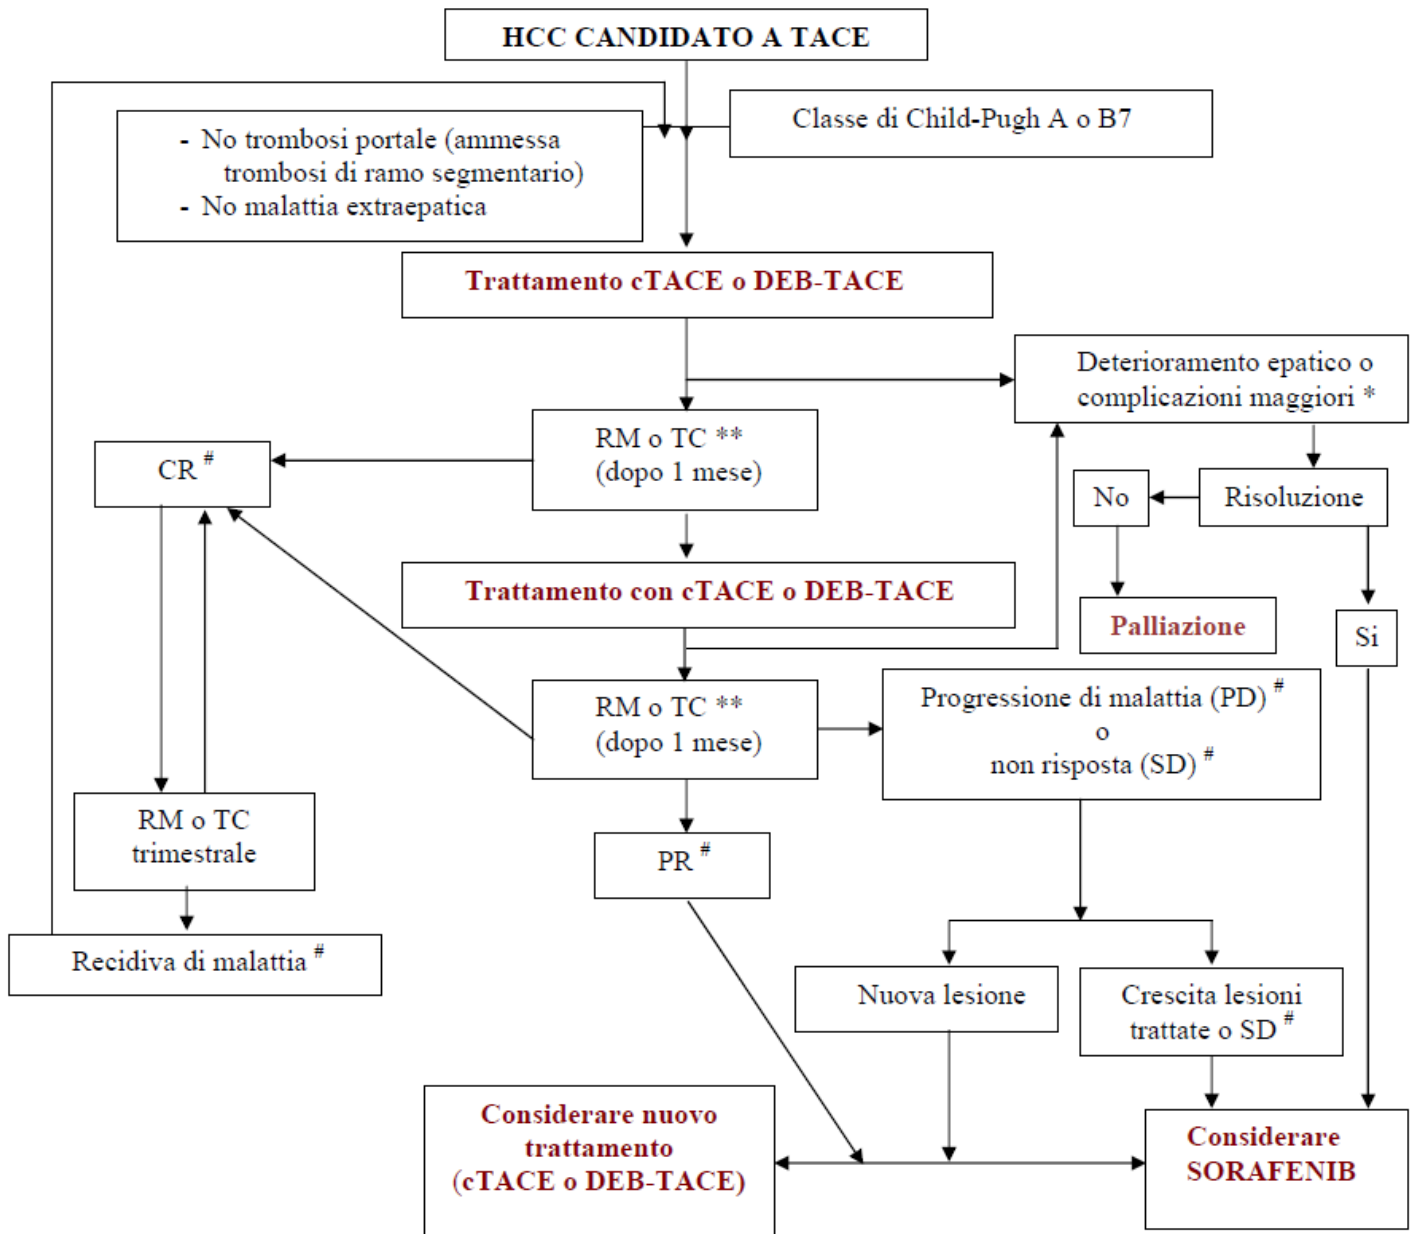 HCC CANDIDATO A TACE
- No trombosi portale (ammessa
trombosi di ramo segmentario)
- No malattia extraepatica
Classe di Child-Pugh A o B7
Trattamento cTACE o DEB-TACE
Deterioramento epatico o
complicazioni maggiori *
RM o TC **
(dopo 1 mese)
CR #
No
Risoluzione
Trattamento con cTACE o DEB-TACE
Palliazione
Si
RM o TC **
(dopo 1 mese)
Progressione di malattia (PD) #
o
non risposta (SD) #
RM o TC
trimestrale
PR #
Recidiva di malattia #
Nuova lesione
Crescita lesioni
trattate o SD #
Considerare nuovo
trattamento
(cTACE o DEB-TACE)
Considerare
SORAFENIB